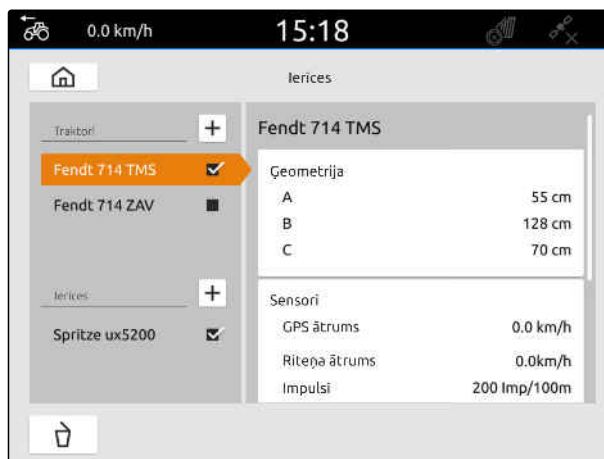 0.0 km/h
15:18
Ierīces
Traktori
Fendt 714 TMS
Fendt 714 ZAV
Ierīces
Spritze ux5200
Fendt 714 TMS
Ģeometrija
A 55 cm
B 128 cm
C 70 cm
Sensori
GPS ātrums 0.0 km/h
Riteņa ātrums 0.0km/h
Impulsi 200 Imp/100m